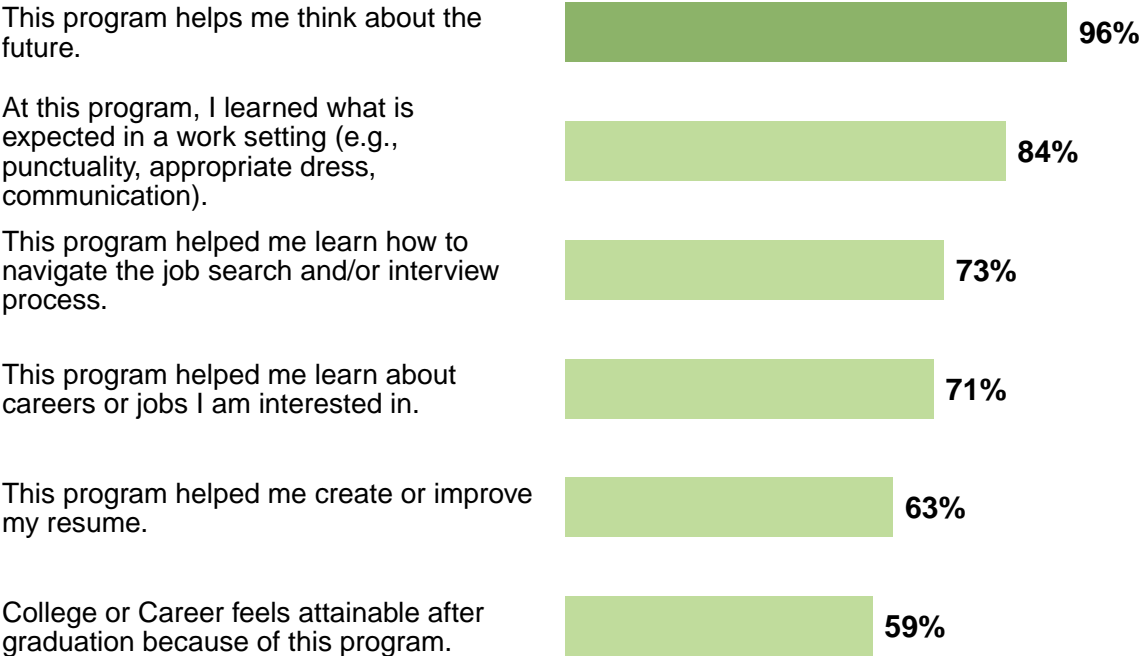 This program helps me think about the
future.
96%
At this program, I learned what is
expected in a work setting (e.g.,
punctuality, appropriate dress,
communication).
84%
This program helped me learn how to
navigate the job search and/or interview
process.
73%
This program helped me learn about
careers or jobs I am interested in.
71%
This program helped me create or improve
my resume.
63%
College or Career feels attainable after
graduation because of this program.
59%